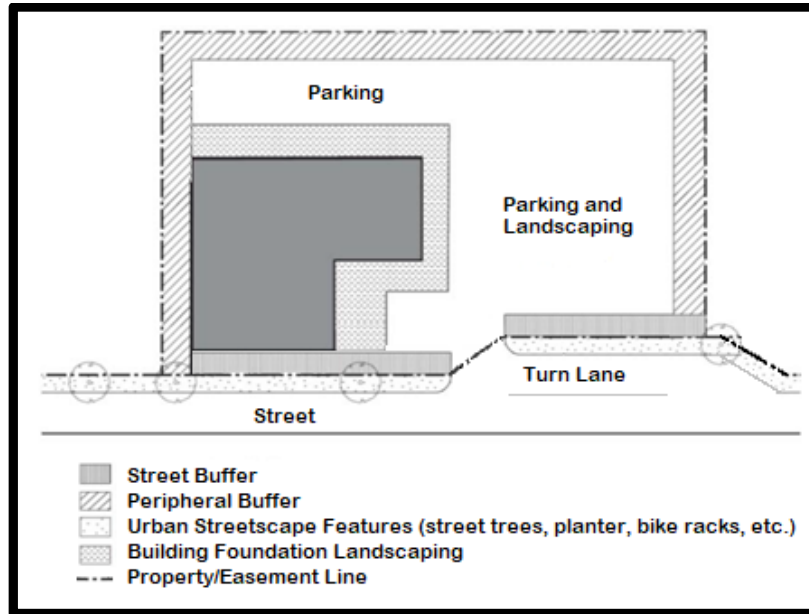 Parking
Parking and
Landscaping
Turn Lane
Street
Street Buffer
Peripheral Buffer
Urban Streetscape Features (street trees, planter, bike racks, etc.)
Building Foundation Landscaping
Property/Easement Line